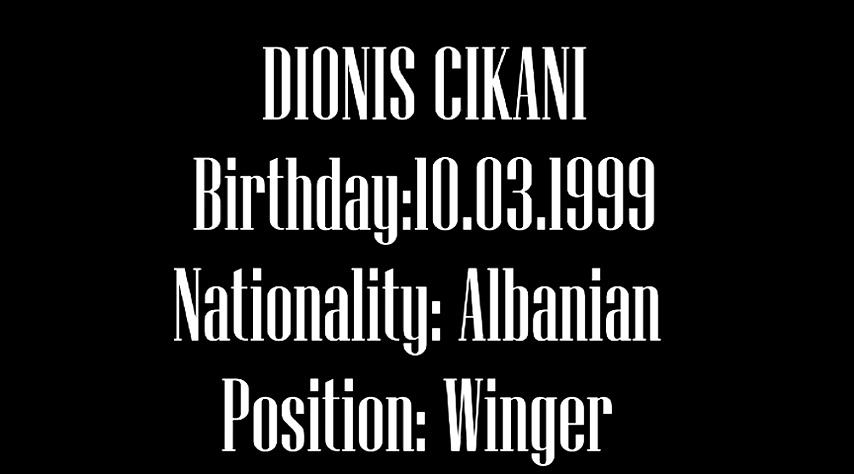 DIONIS CIKANI
Birthday:10.03.1999
Nationality: Albanian
Position: Winger